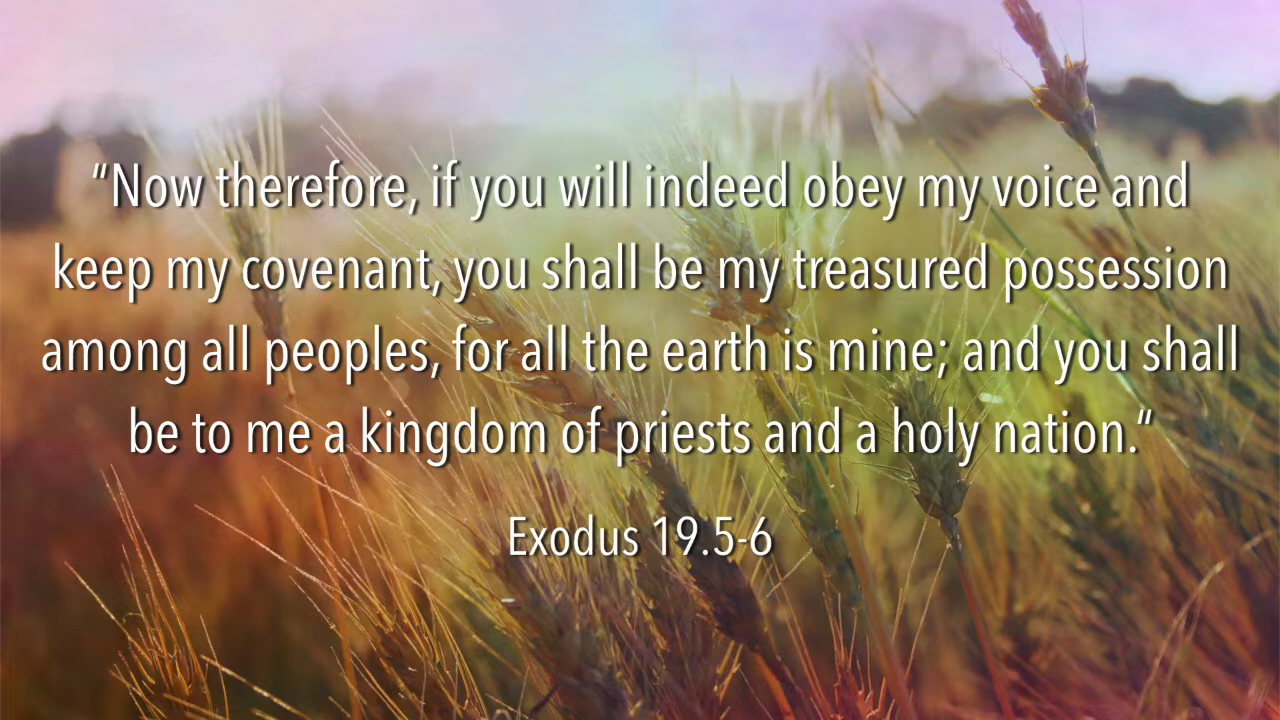 “Now therefore, if you will indeed obey my voice and
keep my covenant, you shall be my treasured possession
among all peoples, for all the earth is mine; and you shall
be to me a kingdom of priests and a holy nation.“
Exodus 19.5-6